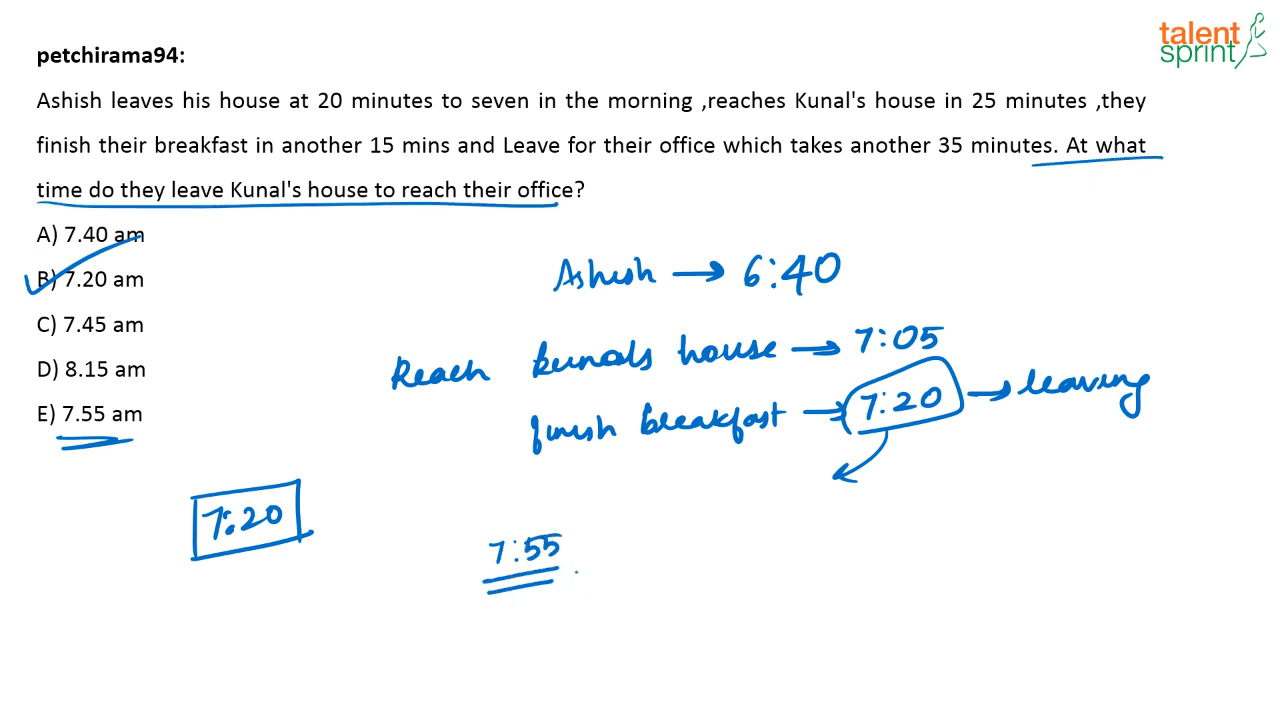 talent
sprint
petchirama94:
Ashish leaves his house at 20 minutes to seven in the morning ,reaches Kunal's house in 25 minutes ,they
finish their breakfast in another 15 mins and Leave for their office which takes another 35 minutes. At what
time do they leave Kunal's house to reach their office?
A) 7.40 am
B) 7.20 am
C) 7.45 am
D) 8.15 am
E) 7.55 am
Ashish → 6:40
Reach kunals house → 7:05
finish breakfast → 7:20 → leaving
7:20
7:55